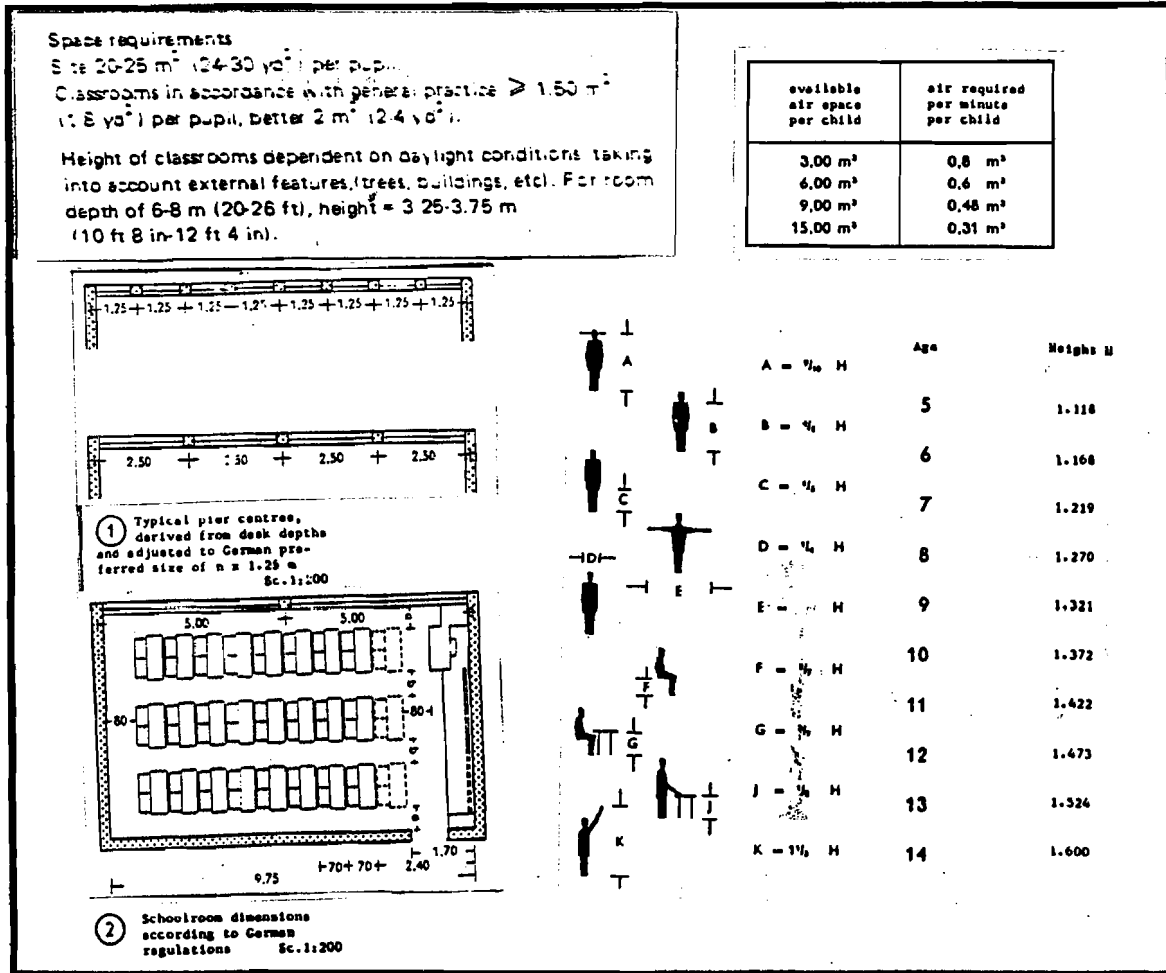 Space requirements
Site 20-25 m² (24-30 yd²) per pupil.
Classrooms in accordance with general practice ⩾ 1.50 m²
(1.8 yd²) per pupil, better 2 m² (2.4 yd²).
Height of classrooms dependent on daylight conditions, taking
into account external features, (trees, buildings, etc). For room
depth of 6-8 m (20-26 ft), height = 3.25-3.75 m
(10 ft 8 in-12 ft 4 in).
available air space per child | air required per minute per child
3,00 m³ 0,8 m³
6,00 m³ 0,6 m³
9,00 m³ 0,48 m³
15,00 m³ 0,31 m³
1.25 1.25 1.25 1.25 1.25 1.25 1.25 1.25
2.50 2.50 2.50 2.50
1 Typical pier centres,
derived from desk depths
and adjusted to German pre-
ferred size of n x 1.25 m
Sc.1:200
5.00 5.00
80 80
70 70 2.40 1.70
9.75
2 Schoolroom dimensions
according to German
regulations Sc.1:200
A
B
C
D
E
F
G
J
K
A = 9/10 H
B = H
C = H
D = H
E = H
F = H
G = H
J = H
K = H
Age Height H
5 1.118
6 1.168
7 1.219
8 1.270
9 1.321
10 1.372
11 1.422
12 1.473
13 1.524
14 1.600